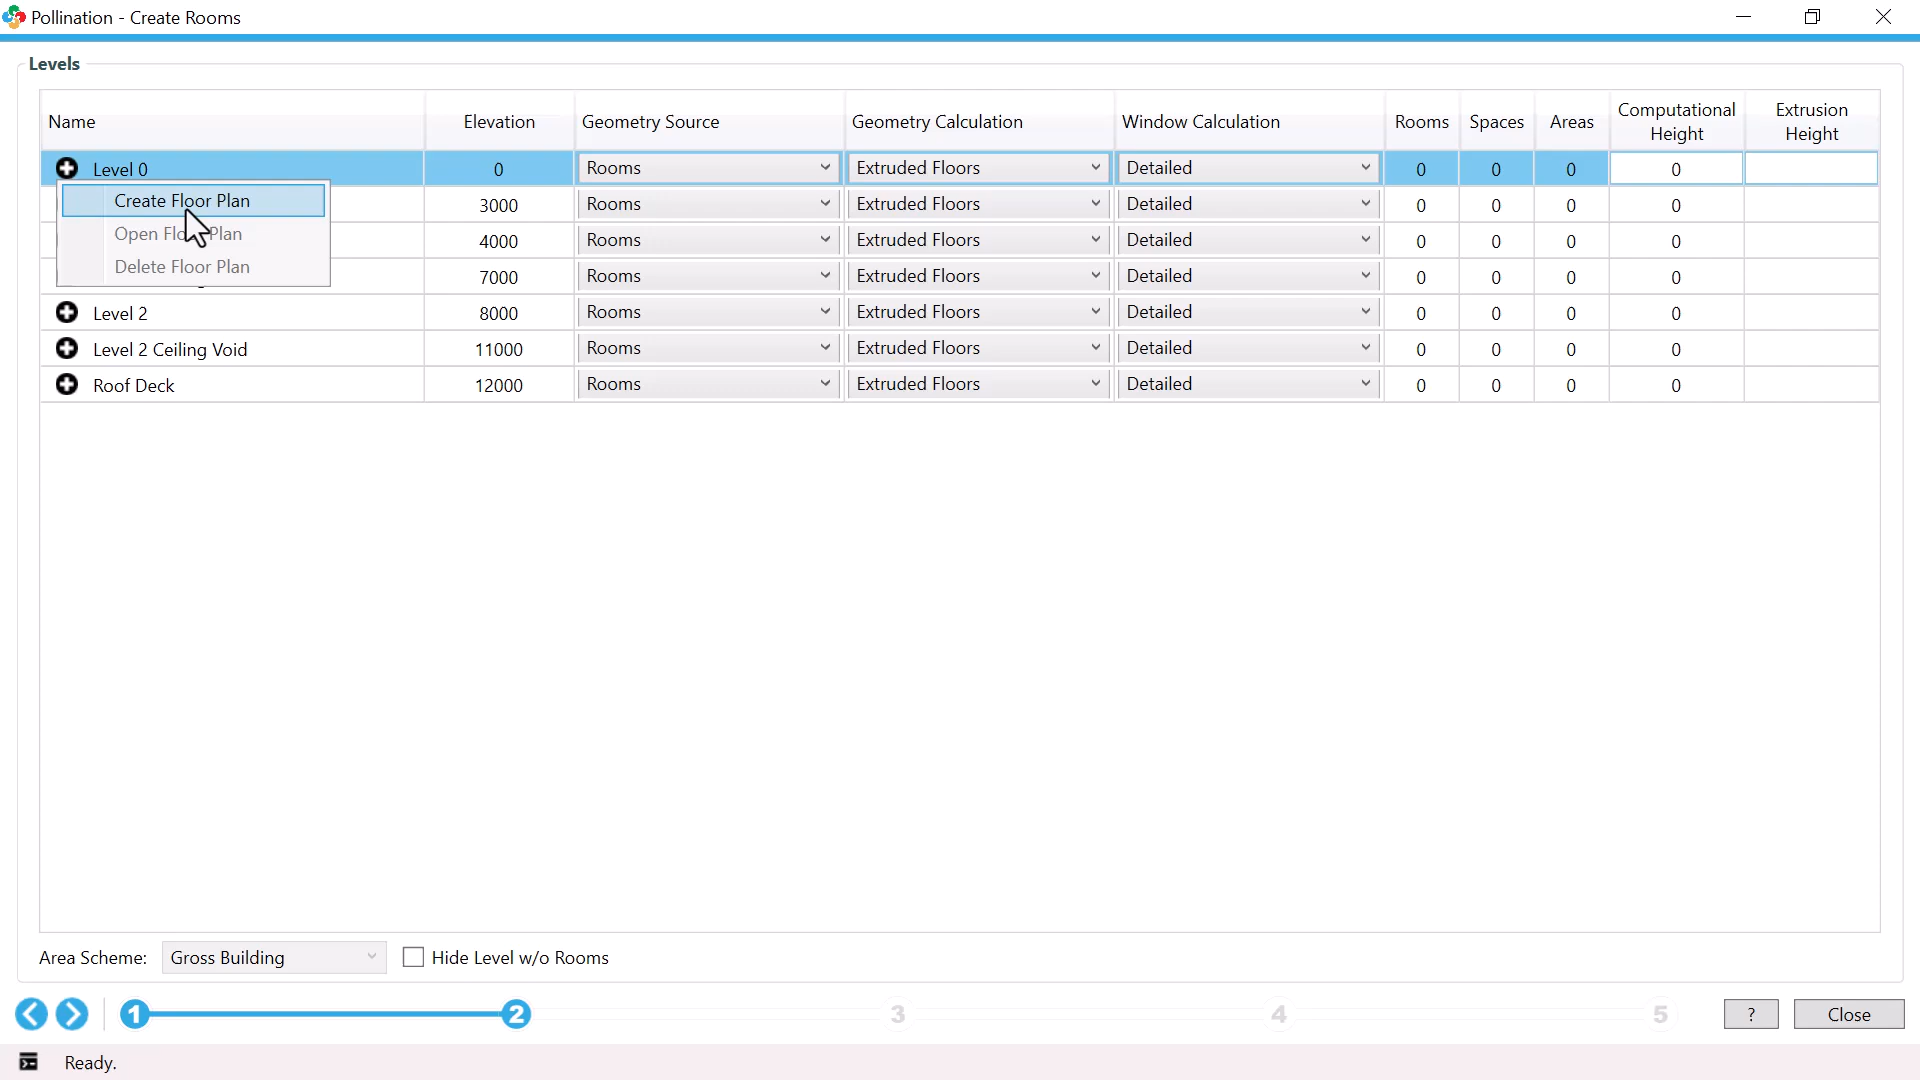 Pollination - Create Rooms
Levels
Name Elevation Geometry Source Geometry Calculation Window Calculation Rooms Spaces Areas Computational Height Extrusion Height
Level 0 0 Rooms Extruded Floors Detailed 0 0 0 0
Create Floor Plan
3000 Rooms Extruded Floors Detailed 0 0 0 0
Open Floor Plan
4000 Rooms Extruded Floors Detailed 0 0 0 0
Delete Floor Plan
7000 Rooms Extruded Floors Detailed 0 0 0 0
Level 2 8000 Rooms Extruded Floors Detailed 0 0 0 0
Level 2 Ceiling Void 11000 Rooms Extruded Floors Detailed 0 0 0 0
Roof Deck 12000 Rooms Extruded Floors Detailed 0 0 0 0
Area Scheme: Gross Building Hide Level w/o Rooms
1 2 3 4 5 ? Close
Ready.